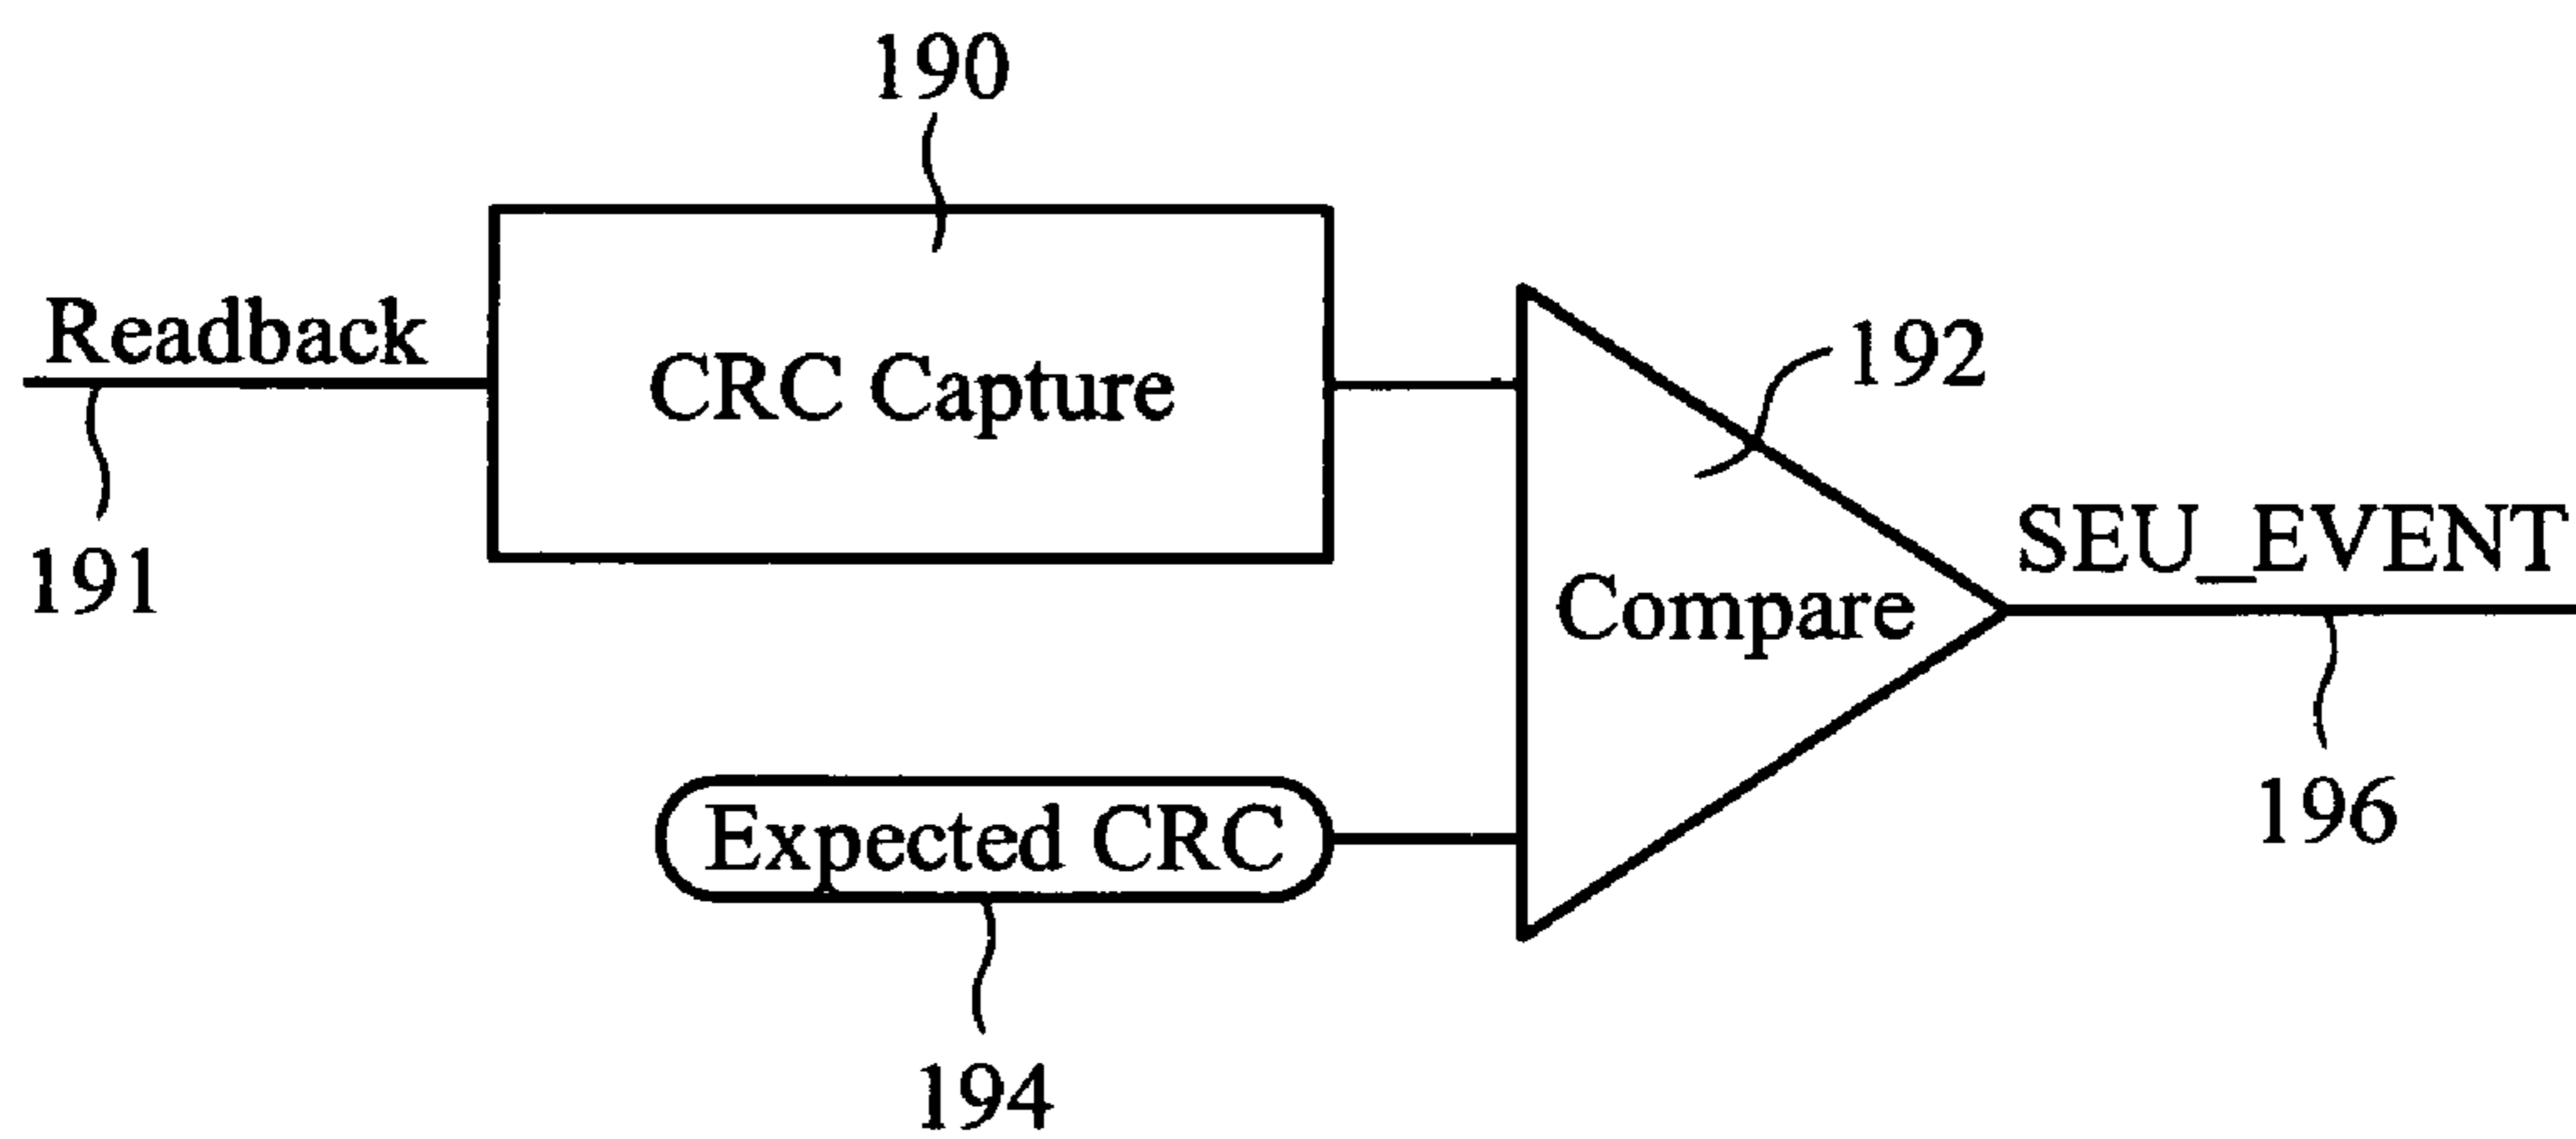 190
Readback
CRC Capture
192
191
SEU_EVENT
Compare
Expected CRC
196
194